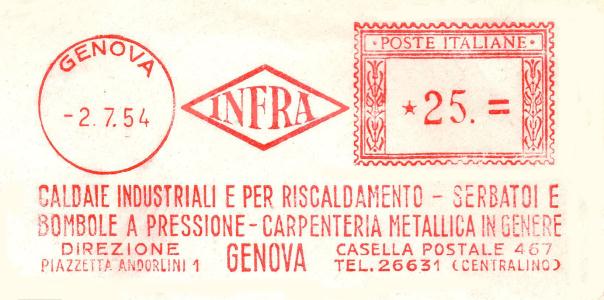 GENOVA
-2.7.54
INFRA
·POSTE ITALIANE·
★25.=
CALDAIE INDUSTRIALI E PER RISCALDAMENTO - SERBATOI E
BOMBOLE A PRESSIONE - CARPENTERIA METALLICA IN GENERE
DIREZIONE
PIAZZETTA ANDORLINI 1
GENOVA
CASELLA POSTALE 467
TEL. 26631 (CENTRALINO)